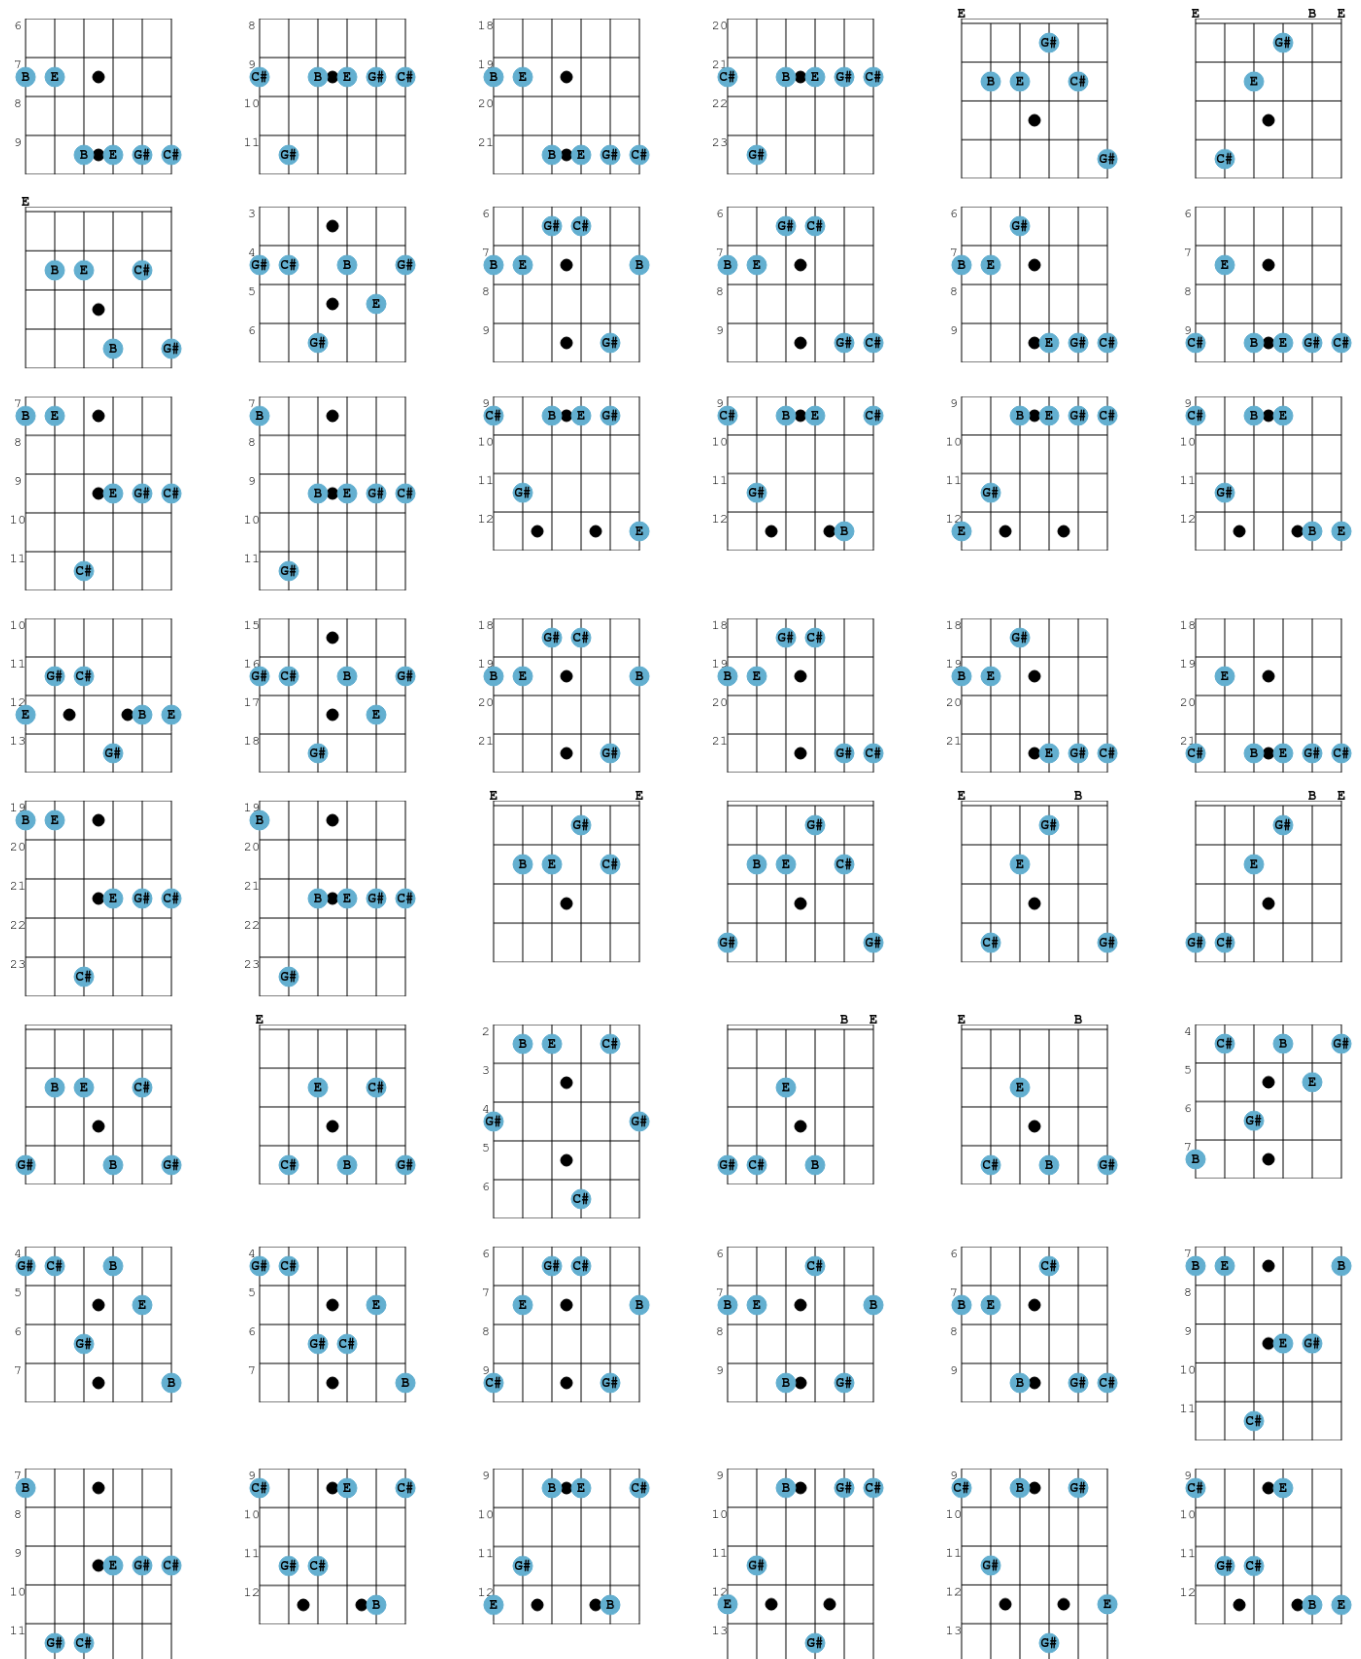 E E B E
6 8 18 20 G# G#
7 B E 9 C# B E G# C# 19 B E 21 C# B E G# C# B E C# E
8 10 20 22
9 B E G# C# 11 G# 21 B E G# C# 23 G# G# C#
E
3 6 G# C# 6 G# C# 6 G# 6
B E C# 4 G# C# B G# 7 B E B 7 B E 7 B E 7 E
5 E 8 8 8 8
B G# 6 G# 9 G# 9 G# C# 9 E G# C# 9 C# B E G# C#
7 B E 7 B 9 C# B E G# 9 C# B E C# 9 B E G# C# 9 C# B E
8 8 10 10 10 10
9 E G# C# 9 B E G# C# 11 G# 11 G# 11 G# 11 G#
10 10 12 E 12 B 12 E 12 B E
11 C# 11 G#
10 15 18 G# C# 18 G# C# 18 G# 18
11 G# C# 16 G# C# B G# 19 B E B 19 B E 19 B E 19 E
12 E B E 17 E 20 20 20 20
13 G# 18 G# 21 G# 21 G# C# 21 E G# C# 21 C# B E G# C#
E E E B B E
19 B E 19 B G# G# G# G#
20 20 B E C# B E C# E E
21 E G# C# 21 B E G# C#
22 22 G# G# C# G# G# C#
23 C# 23 G#
E B E E B
2 B E C# 4 C# B G#
B E C# E C# 3 E E 5 E
4 G# G# 6 G#
G# B G# C# B G# 5 G# C# B C# B G# 7 B
6 C#
4 G# C# B 4 G# C# 6 G# C# 6 C# 6 C# 7 B E B
5 E 5 E 7 E B 7 B E B 7 B E 8
6 G# 6 G# C# 8 8 8 9 E G#
7 B 7 B 9 C# G# 9 B G# 9 B G# C# 10
11 C#
7 B 9 C# E C# 9 B E C# 9 B G# C# 9 C# B G# 9 C# E
8 10 10 10 10 10
9 E G# C# 11 G# C# 11 G# 11 G# 11 G# 11 G# C#
10 12 B 12 E B 12 E 12 E 12 B E
11 G# C# 13 G# 13 G#